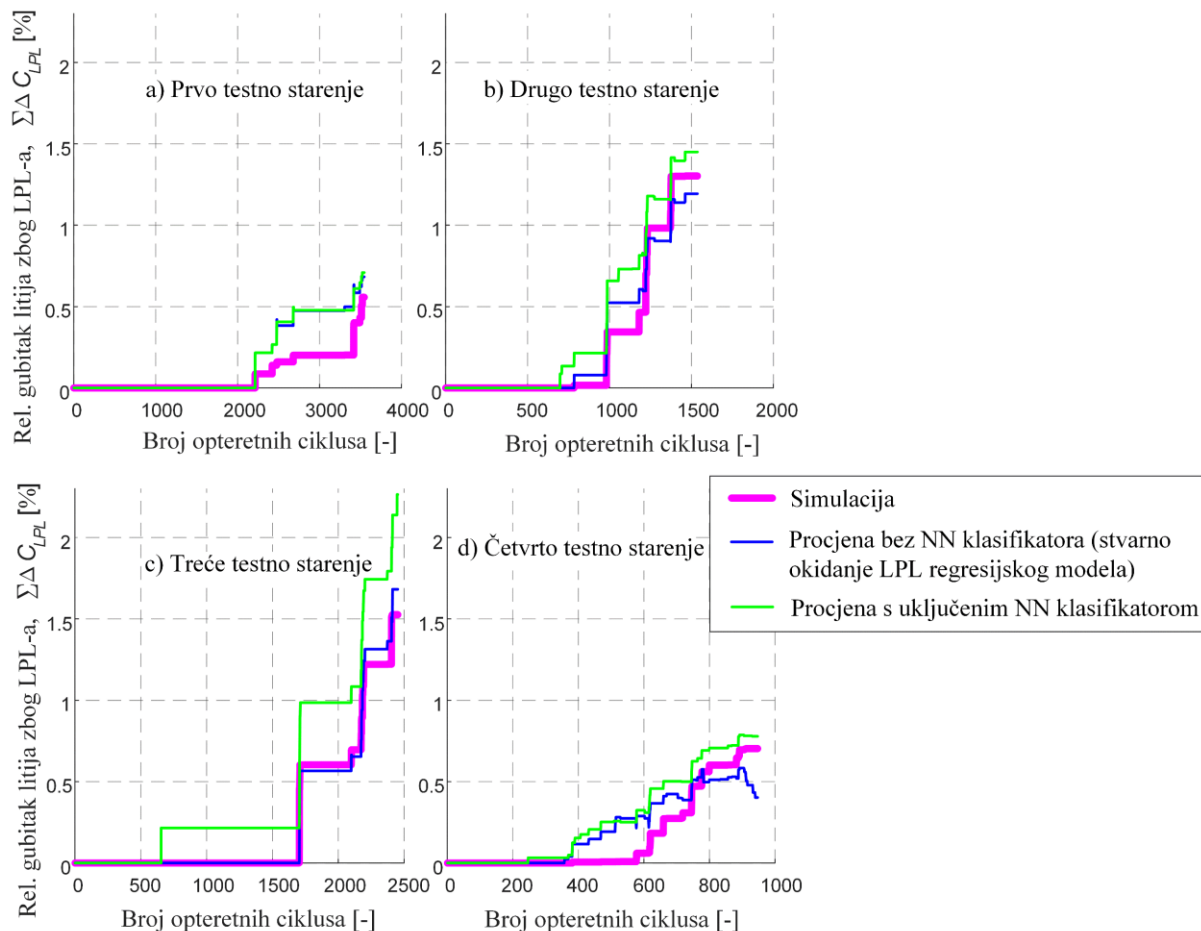 Rel. gubitak litija zbog LPL-a, ∑Δ C_LPL [%]
2
1.5
1
0.5
0
a) Prvo testno starenje
0 1000 2000 3000 4000
Broj opteretnih ciklusa [-]
b) Drugo testno starenje
0 500 1000 1500 2000
Broj opteretnih ciklusa [-]
Rel. gubitak litija zbog LPL-a, ∑Δ C_LPL [%]
2
1.5
1
0.5
0
c) Treće testno starenje
0 500 1000 1500 2000 2500
Broj opteretnih ciklusa [-]
d) Četvrto testno starenje
0 200 400 600 800 1000
Broj opteretnih ciklusa [-]
Simulacija
Procjena bez NN klasifikatora (stvarno
okidanje LPL regresijskog modela)
Procjena s uključenim NN klasifikatorom